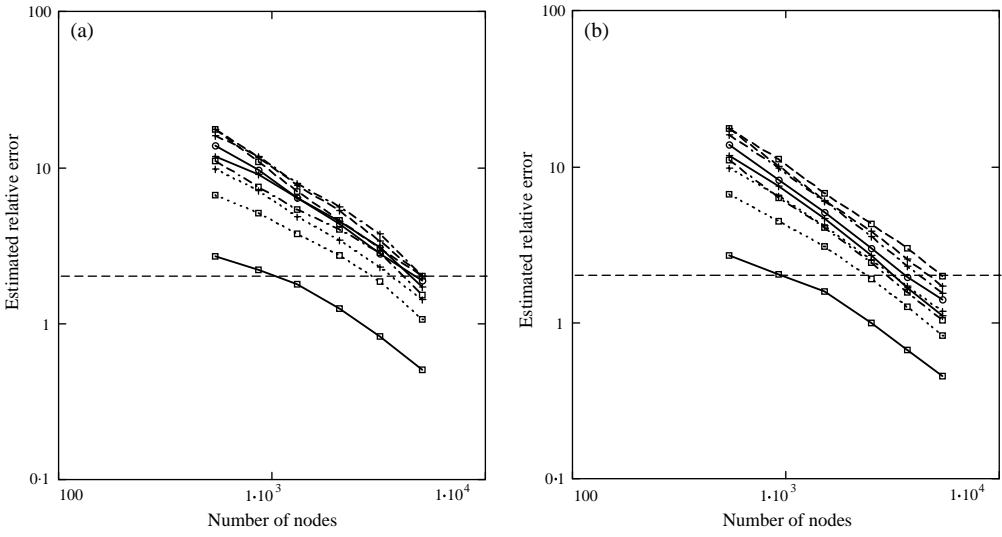 (a)
100
10
1
0·1
Estimated relative error
100
1·10³
1·10⁴
Number of nodes
(b)
100
10
1
0·1
Estimated relative error
100
1·10³
1·10⁴
Number of nodes